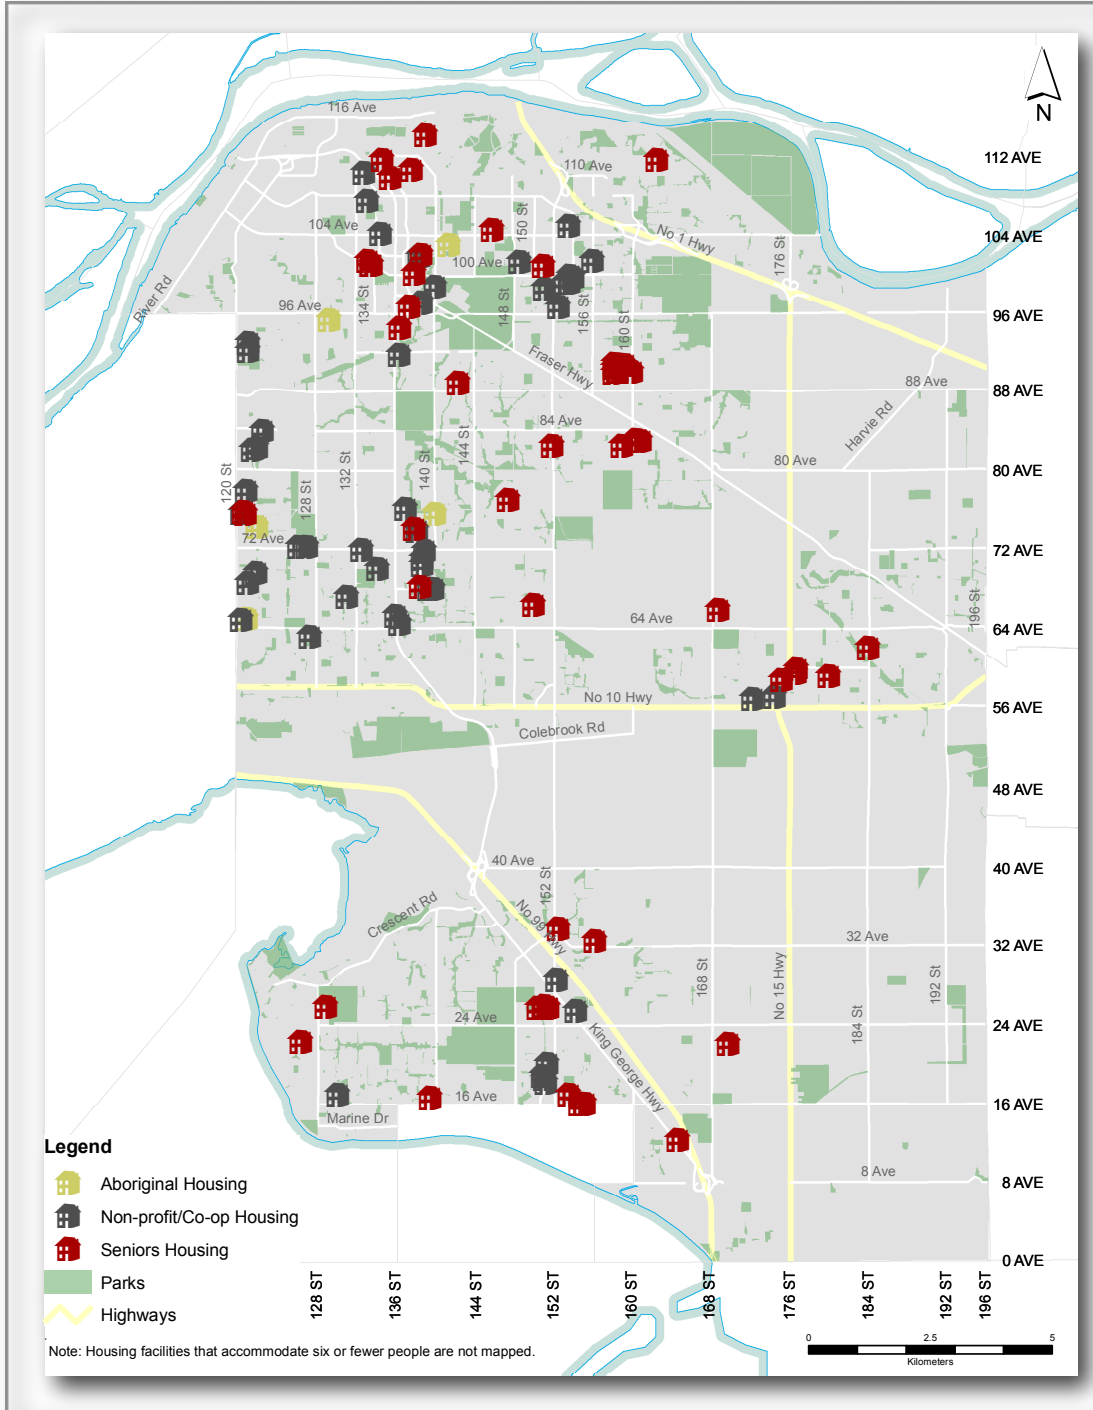 N
116 Ave
112 AVE
110 Ave
150 St
104 Ave
104 AVE
No 1 Hwy
176 St
100 Ave
River Rd
96 Ave
134 St
148 St
156 St
160 St
96 AVE
Fraser Hwy
88 Ave
88 AVE
Harvie Rd
84 Ave
144 St
140 St
132 St
80 Ave
80 AVE
120 St
128 St
72 Ave
72 AVE
196 St
64 Ave
64 AVE
No 10 Hwy
56 AVE
Colebrook Rd
48 AVE
40 Ave
40 AVE
152 St
Crescent Rd
No 99 Hwy
32 Ave
32 AVE
168 St
No 15 Hwy
192 St
184 St
24 Ave
24 AVE
King George Hwy
16 Ave
16 AVE
Marine Dr
8 Ave
8 AVE
0 AVE
Legend
Aboriginal Housing
Non-profit/Co-op Housing
Seniors Housing
Parks
Highways
128 ST
136 ST
144 ST
152 ST
160 ST
168 ST
176 ST
184 ST
192 ST
196 ST
Note: Housing facilities that accommodate six or fewer people are not mapped.
0 2.5 5
Kilometers